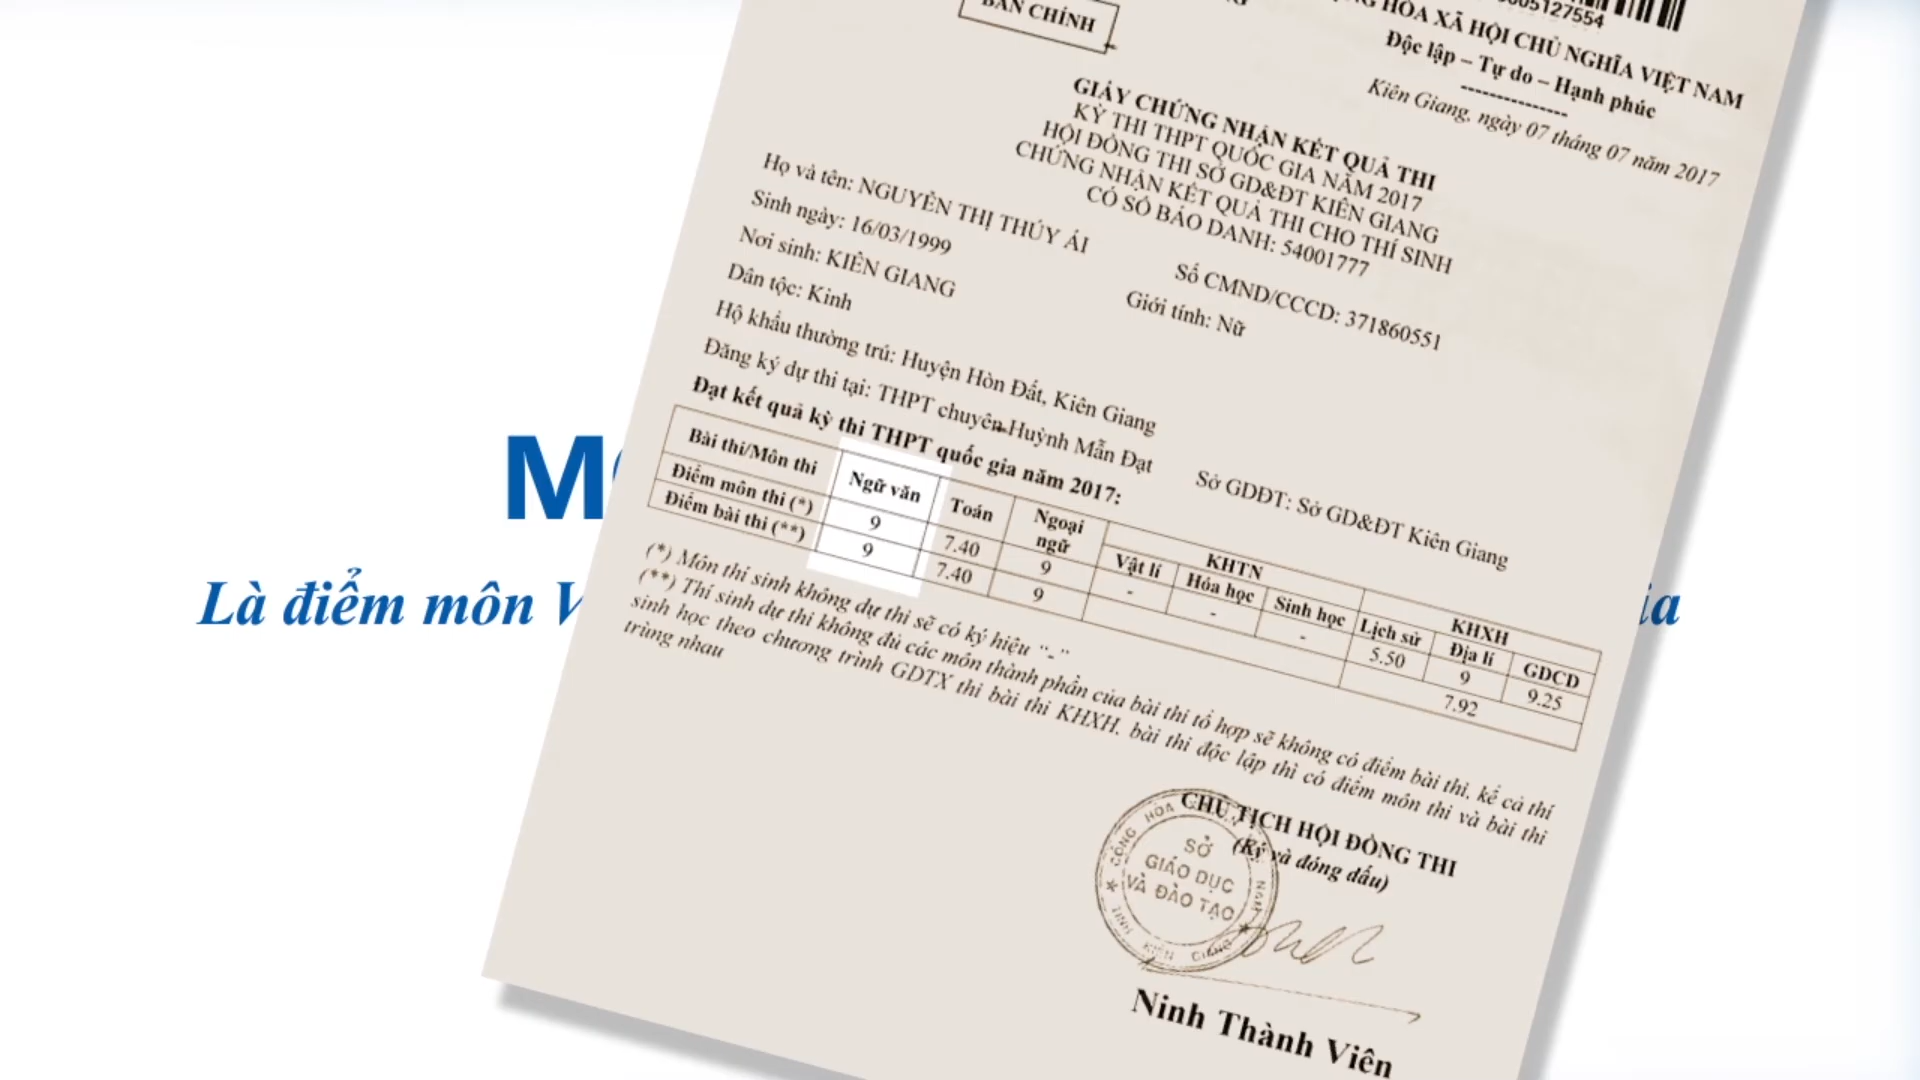 005127554
BẢN CHÍNH
HÒA XÃ HỘI CHỦ NGHĨA VIỆT NAM
Độc lập – Tự do – Hạnh phúc
Kiên Giang, ngày 07 tháng 07 năm 2017
GIẤY CHỨNG NHẬN KẾT QUẢ THI
KỲ THI THPT QUỐC GIA NĂM 2017
HỘI ĐỒNG THI SỞ GD&ĐT KIÊN GIANG
CHỨNG NHẬN KẾT QUẢ THI CHO THÍ SINH
CÓ SỐ BÁO DANH: 54001777
Họ và tên: NGUYỄN THỊ THÚY ÁI
Số CMND/CCCD: 371860551
Sinh ngày: 16/03/1999
Giới tính: Nữ
Nơi sinh: KIÊN GIANG
Dân tộc: Kinh
Hộ khẩu thường trú: Huyện Hòn Đất, Kiên Giang
Đăng ký dự thi tại: THPT chuyên Huỳnh Mẫn Đạt
Sở GDĐT: Sở GD&ĐT Kiên Giang
Đạt kết quả kỳ thi THPT quốc gia năm 2017:
Bài thi/Môn thi Ngữ văn Toán Ngoại ngữ KHTN KHXH
Vật lí Hóa học Sinh học Lịch sử Địa lí GDCD
Điểm môn thi (*) 9 7.40 9 - - - 5.50 9 9.25
Điểm bài thi (**) 9 7.40 9 7.92
(*) Môn thí sinh không dự thi sẽ có ký hiệu "-"
(**) Thí sinh dự thi không đủ các môn thành phần của bài thi tổ hợp sẽ không có điểm bài thi, kể cả thí
sinh học theo chương trình GDTX thi bài thi KHXH. bài thi độc lập thì có điểm môn thi và bài thi
trùng nhau
CHỦ TỊCH HỘI ĐỒNG THI
(Ký và đóng dấu)
SỞ
GIÁO DỤC
VÀ ĐÀO TẠO
Ninh Thành Viên
Là điểm môn V